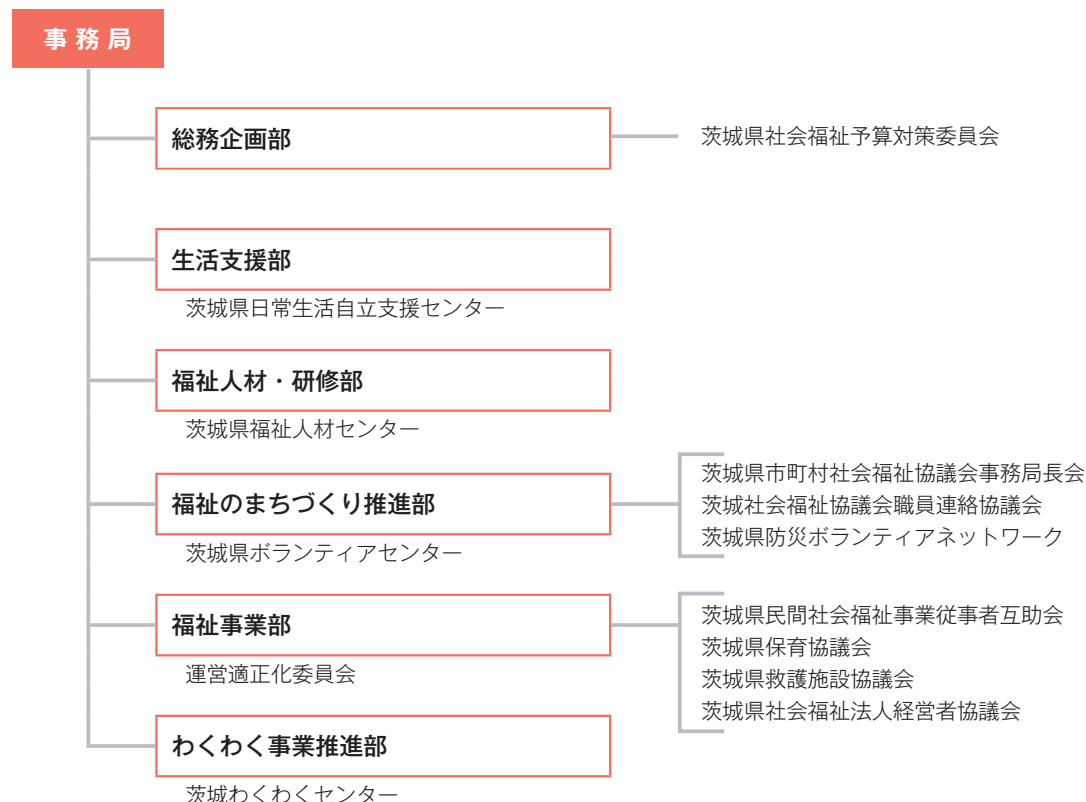 事務局
総務企画部
茨城県社会福祉予算対策委員会
生活支援部
茨城県日常生活自立支援センター
福祉人材・研修部
茨城県福祉人材センター
福祉のまちづくり推進部
茨城県ボランティアセンター
茨城県市町村社会福祉協議会事務局長会
茨城社会福祉協議会職員連絡協議会
茨城県防災ボランティアネットワーク
福祉事業部
運営適正化委員会
茨城県民間社会福祉事業従事者互助会
茨城県保育協議会
茨城県救護施設協議会
茨城県社会福祉法人経営者協議会
わくわく事業推進部
茨城わくわくセンター